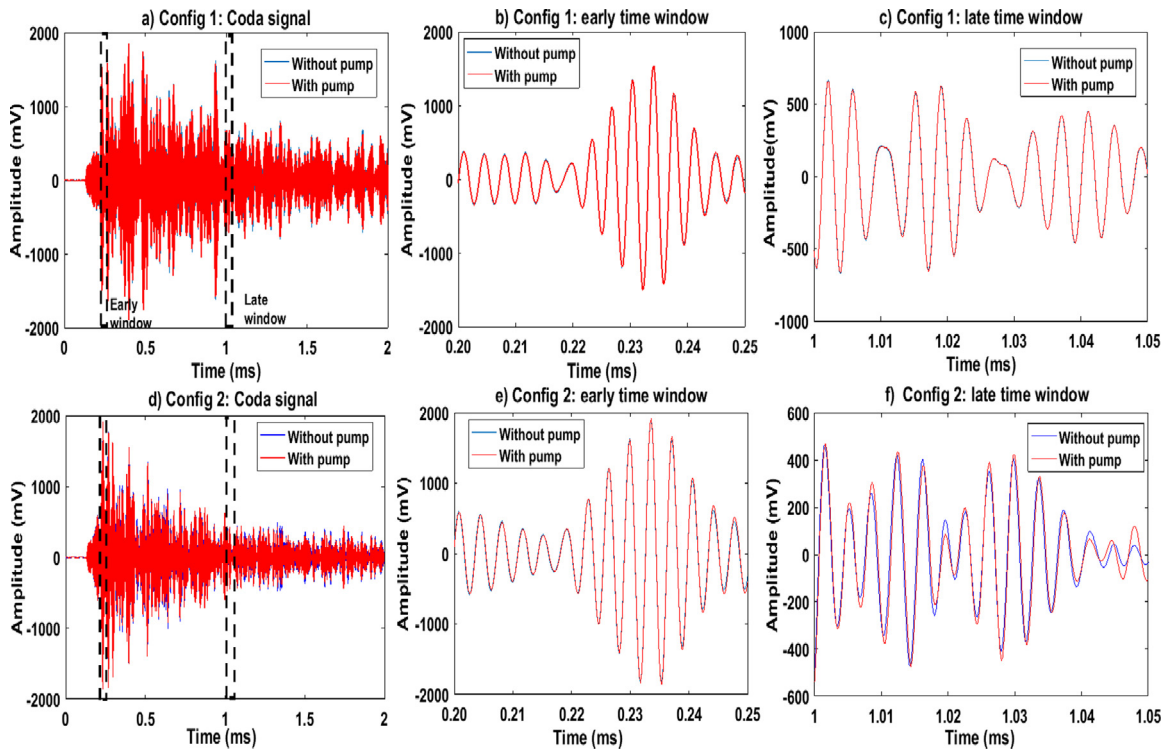 a) Config 1: Coda signal
Amplitude (mV)
2000
1000
0
-1000
-2000
Without pump
With pump
Early
window
Late
window
0
0.5
1
1.5
2
Time (ms)
b) Config 1: early time window
Amplitude (mV)
2000
1000
0
-1000
-2000
Without pump
With pump
0.20
0.21
0.22
0.23
0.24
0.25
Time (ms)
c) Config 1: late time window
Amplitude(mV)
1000
500
0
-500
-1000
Without pump
With pump
1
1.01
1.02
1.03
1.04
1.05
Time (ms)
d) Config 2: Coda signal
Amplitude (mV)
2000
1000
0
-1000
-2000
Without pump
With pump
0
0.5
1
1.5
2
Time (ms)
e) Config 2: early time window
Amplitude (mV)
2000
1000
0
-1000
-2000
Without pump
With pump
0.20
0.21
0.22
0.23
0.24
0.25
Time (ms)
f) Config 2: late time window
Amplitude (mV)
600
400
200
0
-200
-400
-600
Without pump
With pump
1
1.01
1.02
1.03
1.04
1.05
Time (ms)